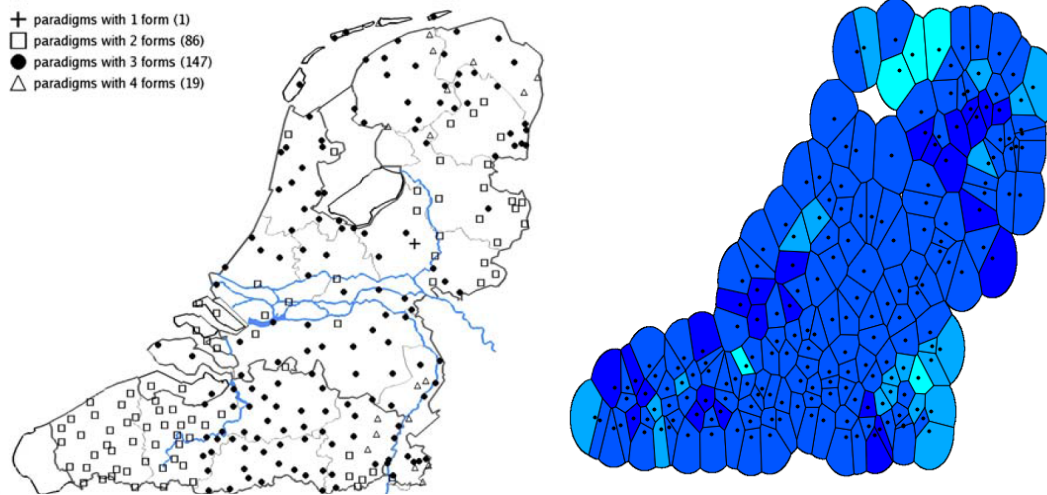 paradigms with 1 form (1)
paradigms with 2 forms (86)
paradigms with 3 forms (147)
paradigms with 4 forms (19)